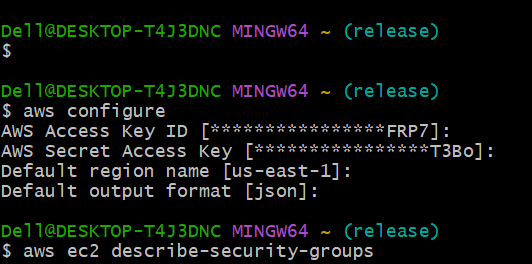 Dell@DESKTOP-T4J3DNC MINGW64 ~ (release)
$
Dell@DESKTOP-T4J3DNC MINGW64 ~ (release)
$ aws configure
AWS Access Key ID [****************FRP7]:
AWS Secret Access Key [****************T3Bo]:
Default region name [us-east-1]:
Default output format [json]:
Dell@DESKTOP-T4J3DNC MINGW64 ~ (release)
$ aws ec2 describe-security-groups